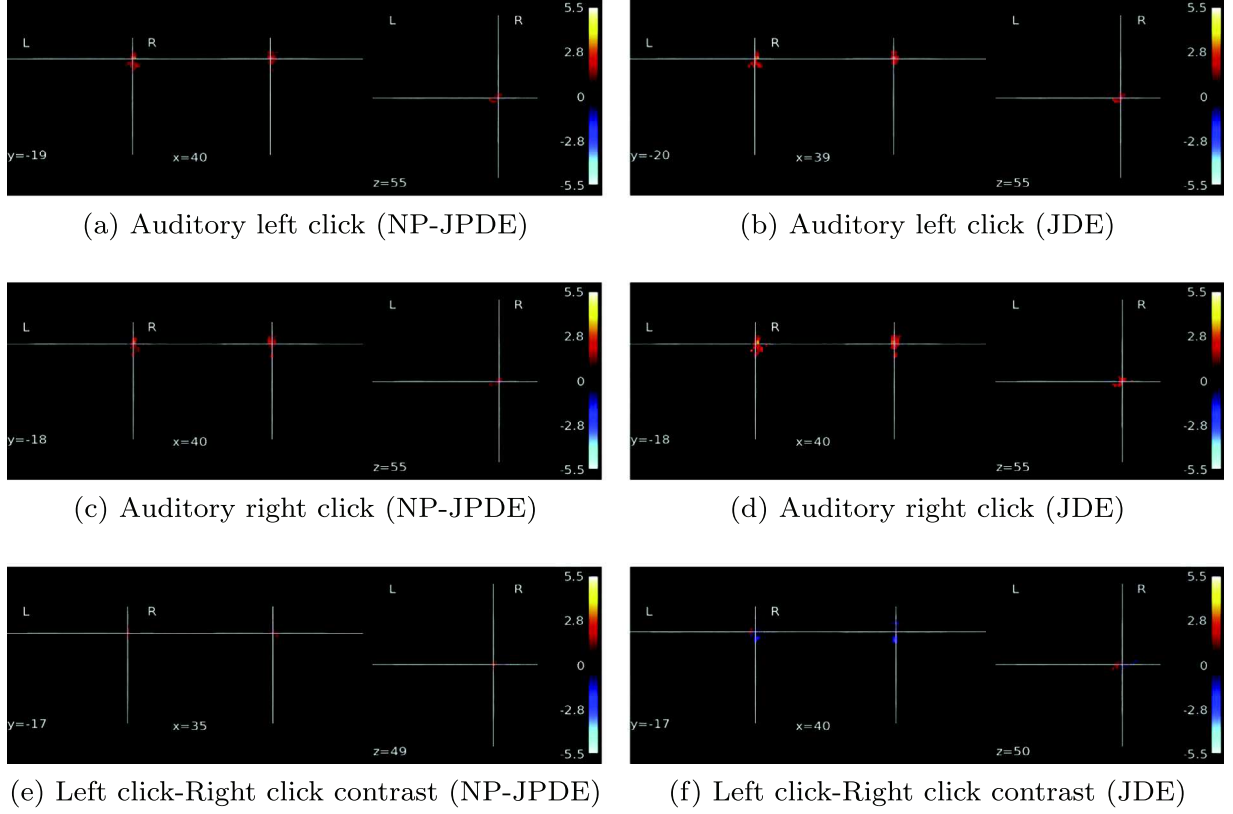 L R L R 5.5
2.8
0
-2.8
-5.5
y=-19 x=40 z=55
L R L R 5.5
2.8
0
-2.8
-5.5
y=-20 x=39 z=55
(a) Auditory left click (NP-JPDE)
(b) Auditory left click (JDE)
L R L R 5.5
2.8
0
-2.8
-5.5
y=-18 x=40 z=55
L R L R 5.5
2.8
0
-2.8
-5.5
y=-18 x=40 z=55
(c) Auditory right click (NP-JPDE)
(d) Auditory right click (JDE)
L R L R 5.5
2.8
0
-2.8
-5.5
y=-17 x=35 z=49
L R L R 5.5
2.8
0
-2.8
-5.5
y=-17 x=40 z=50
(e) Left click-Right click contrast (NP-JPDE)
(f) Left click-Right click contrast (JDE)